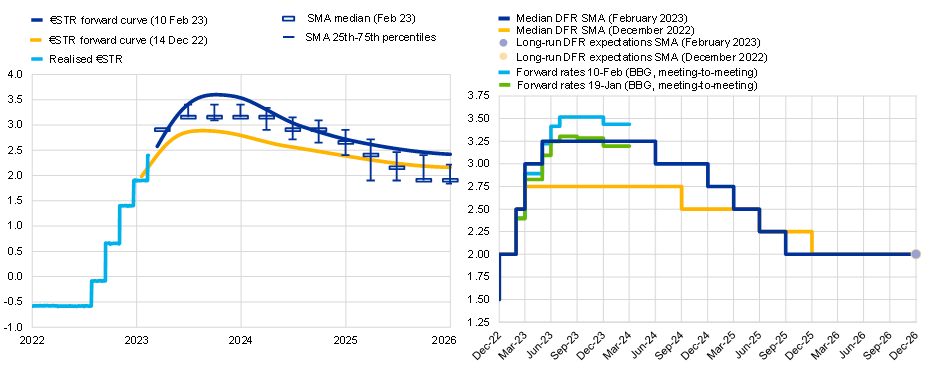 €STR forward curve (10 Feb 23)
€STR forward curve (14 Dec 22)
Realised €STR
SMA median (Feb 23)
SMA 25th-75th percentiles
4.0
3.5
3.0
2.5
2.0
1.5
1.0
0.5
0.0
-0.5
-1.0
2022
2023
2024
2025
2026
Median DFR SMA (February 2023)
Median DFR SMA (December 2022)
Long-run DFR expectations SMA (February 2023)
Long-run DFR expectations SMA (December 2022)
Forward rates 10-Feb (BBG, meeting-to-meeting)
Forward rates 19-Jan (BBG, meeting-to-meeting)
3.75
3.50
3.25
3.00
2.75
2.50
2.25
2.00
1.75
1.50
1.25
Dec-22
Mar-23
Jun-23
Sep-23
Dec-23
Mar-24
Jun-24
Sep-24
Dec-24
Mar-25
Jun-25
Sep-25
Dec-25
Mar-26
Jun-26
Sep-26
Dec-26